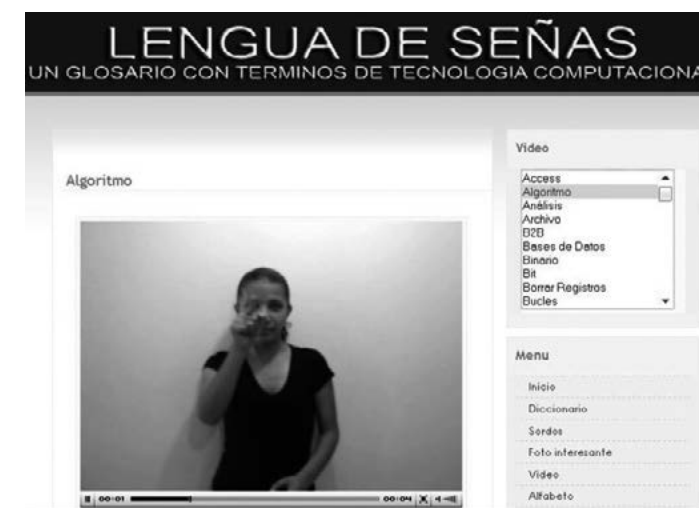 LENGUA DE SEÑAS
UN GLOSARIO CON TERMINOS DE TECNOLOGIA COMPUTACIONA
Algoritmo
00:01
00:04
Video
Access
Algoritmo
Análisis
Archivo
B2B
Bases de Datos
Binario
Bit
Borrar Registros
Bucles
Menu
Inicio
Diccionario
Sordos
Foto interesante
Video
Alfabeto